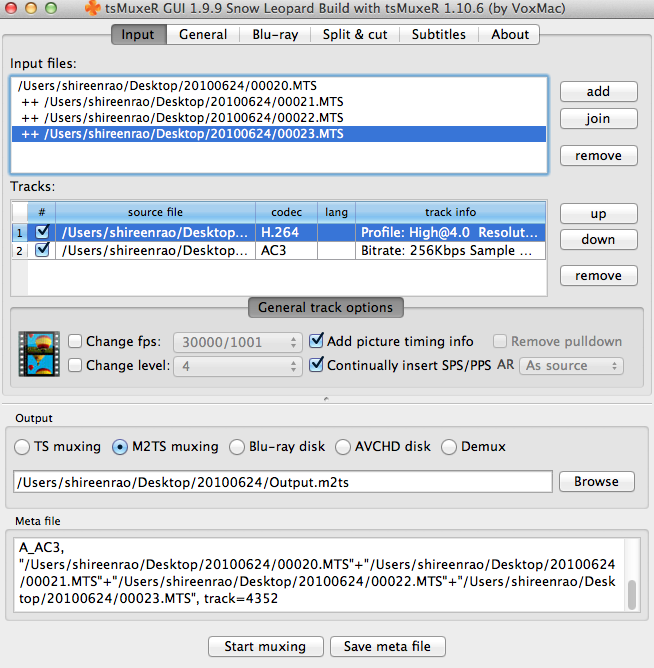 tsMuxeR GUI 1.9.9 Snow Leopard Build with tsMuxeR 1.10.6 (by VoxMac)
Input General Blu-ray Split & cut Subtitles About
Input files:
/Users/shireenrao/Desktop/20100624/00020.MTS
++ /Users/shireenrao/Desktop/20100624/00021.MTS
++ /Users/shireenrao/Desktop/20100624/00022.MTS
++ /Users/shireenrao/Desktop/20100624/00023.MTS
add
join
remove
Tracks:
# source file codec lang track info
1 /Users/shireenrao/Desktop... H.264 Profile: High@4.0 Resolut...
2 /Users/shireenrao/Desktop... AC3 Bitrate: 256Kbps Sample ...
up
down
remove
General track options
Change fps: 30000/1001 Add picture timing info Remove pulldown
Change level: 4 Continually insert SPS/PPS AR As source
Output
TS muxing M2TS muxing Blu-ray disk AVCHD disk Demux
/Users/shireenrao/Desktop/20100624/Output.m2ts Browse
Meta file
A_AC3,
"/Users/shireenrao/Desktop/20100624/00020.MTS"+"/Users/shireenrao/Desktop/20100624
/00021.MTS"+"/Users/shireenrao/Desktop/20100624/00022.MTS"+"/Users/shireenrao/Desk
top/20100624/00023.MTS", track=4352
Start muxing Save meta file